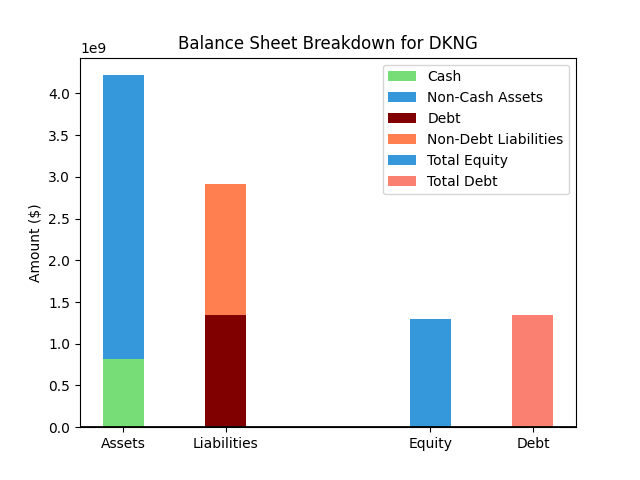 Balance Sheet Breakdown for DKNG
1e9
Cash
Non-Cash Assets
Debt
Non-Debt Liabilities
Total Equity
Total Debt
Amount ($)
4.0
3.5
3.0
2.5
2.0
1.5
1.0
0.5
0.0
Assets Liabilities Equity Debt